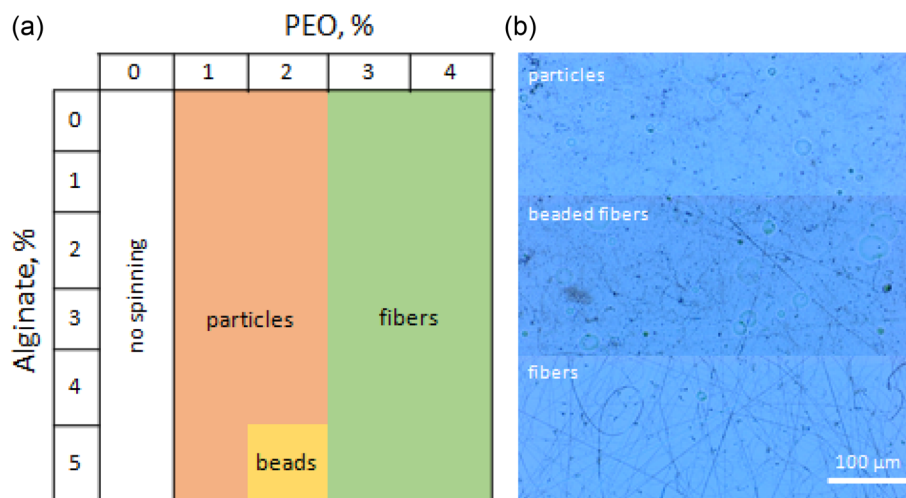 (a)
PEO, %
0 1 2 3 4
Alginate, %
0
1
2
3
4
5
no spinning
particles
fibers
beads
(b)
particles
beaded fibers
fibers
100 µm